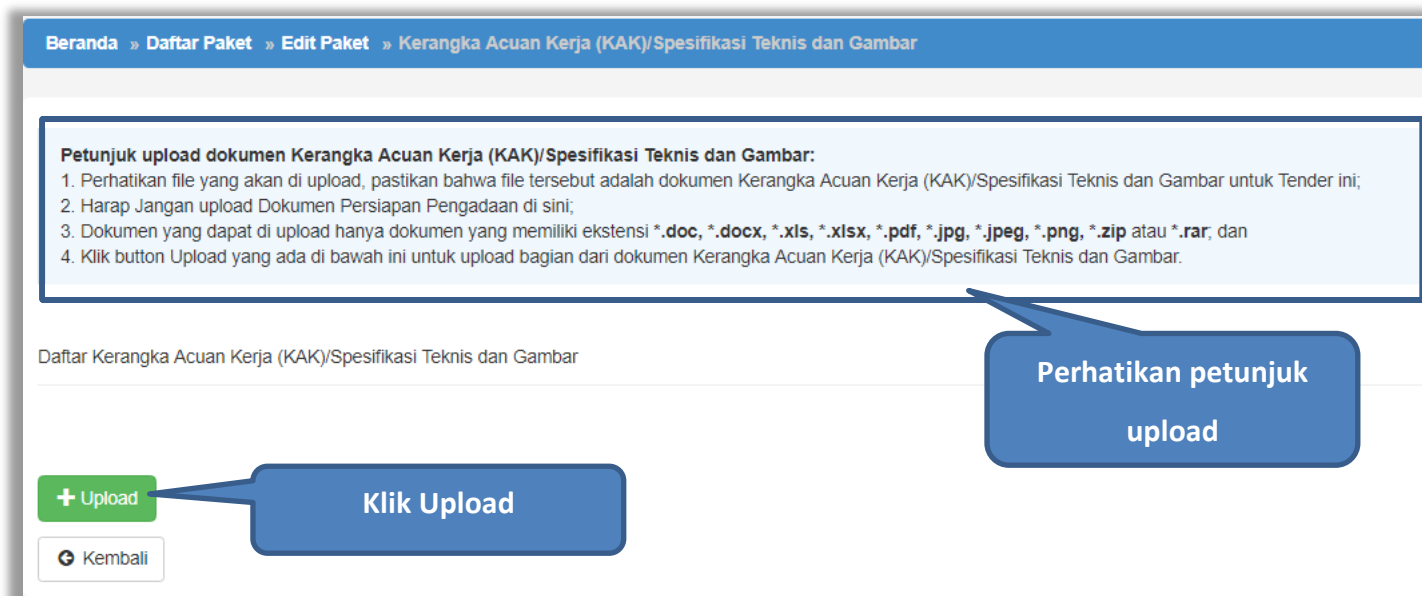 Beranda » Daftar Paket » Edit Paket » Kerangka Acuan Kerja (KAK)/Spesifikasi Teknis dan Gambar
Petunjuk upload dokumen Kerangka Acuan Kerja (KAK)/Spesifikasi Teknis dan Gambar:
1. Perhatikan file yang akan di upload, pastikan bahwa file tersebut adalah dokumen Kerangka Acuan Kerja (KAK)/Spesifikasi Teknis dan Gambar untuk Tender ini;
2. Harap Jangan upload Dokumen Persiapan Pengadaan di sini;
3. Dokumen yang dapat di upload hanya dokumen yang memiliki ekstensi *.doc, *.docx, *.xls, *.xlsx, *.pdf, *.jpg, *.jpeg, *.png, *.zip atau *.rar; dan
4. Klik button Upload yang ada di bawah ini untuk upload bagian dari dokumen Kerangka Acuan Kerja (KAK)/Spesifikasi Teknis dan Gambar.
Daftar Kerangka Acuan Kerja (KAK)/Spesifikasi Teknis dan Gambar
Perhatikan petunjuk
upload
Upload
Klik Upload
Kembali